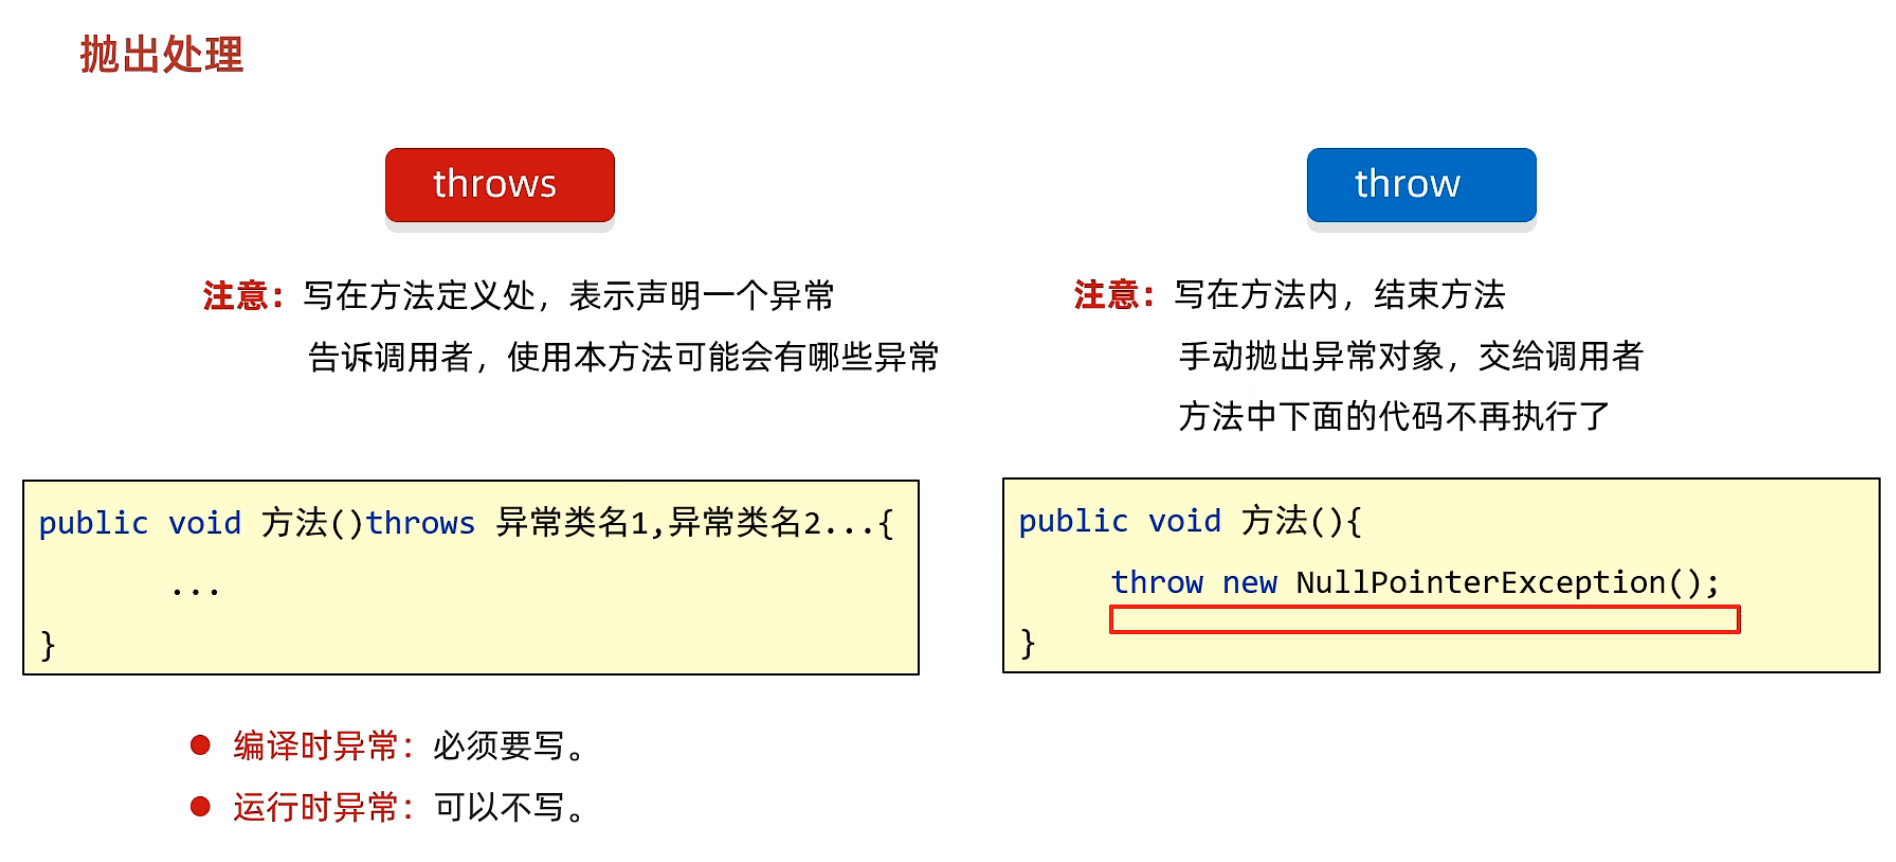 抛出处理
throws
注意：写在方法定义处，表示声明一个异常
告诉调用者，使用本方法可能会有哪些异常
public void 方法()throws 异常类名1,异常类名2...{
...
}
● 编译时异常：必须要写。
● 运行时异常：可以不写。
throw
注意：写在方法内，结束方法
手动抛出异常对象，交给调用者
方法中下面的代码不再执行了
public void 方法(){
throw new NullPointerException();
}